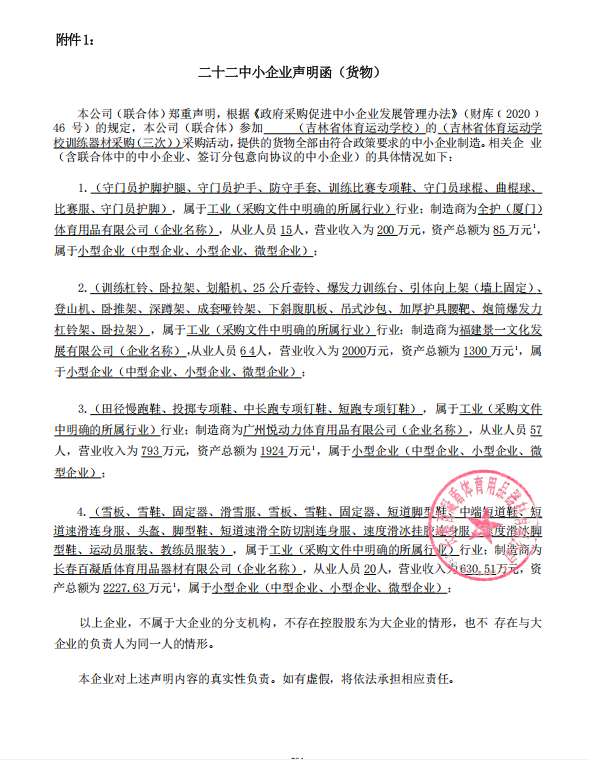 附件 1：
二十二中小企业声明函（货物）
本公司（联合体）郑重声明，根据《政府采购促进中小企业发展管理办法》（财库﹝2020﹞
46 号）的规定，本公司（联合体）参加 （吉林省体育运动学校）的（吉林省体育运动学
校训练器材采购(三次））采购活动，提供的货物全部由符合政策要求的中小企业制造。相关企 业
（含联合体中的中小企业、签订分包意向协议的中小企业）的具体情况如下：
1.（守门员护脚护腿、守门员护手、防守手套、训练比赛专项鞋、守门员球棍、曲棍球、
比赛服、守门员护脚），属于工业（采购文件中明确的所属行业）行业；制造商为全护（厦门）
体育用品有限公司（企业名称），从业人员 15人，营业收入为 200 万元，资产总额为 85 万元¹，
属于小型企业（中型企业、小型企业、微型企业）；
2.（训练杠铃、卧拉架、划船机、25 公斤壶铃、爆发力训练台、引体向上架（墙上固定）、
登山机、卧推架、深蹲架、成套哑铃架、下斜腹肌板、吊式沙包、加厚护具腰靶、炮筒爆发力
杠铃架、卧拉架），属于工业（采购文件中明确的所属行业）行业；制造商为福建景一文化发
展有限公司（企业名称）,从业人员 6 4人，营业收入为 2000万元，资产总额为 1300 万元¹，属
于小型企业（中型企业、小型企业、微型企业）；
3.（田径慢跑鞋、投掷专项鞋、中长跑专项钉鞋、短跑专项钉鞋），属于工业（采购文件
中明确的所属行业）行业；制造商为广州悦动力体育用品有限公司（企业名称），从业人员 57
人，营业收入为 793 万元，资产总额为 1924 万元¹，属于小型企业（中型企业、小型企业、微
型企业）；
4.（雪板、雪鞋、固定器、滑雪服、雪板、雪鞋、固定器、短道脚型鞋、中端短道鞋、短
道速滑连身服、头盔、脚型鞋、短道速滑全防切割连身服、速度滑冰挂胶连身服、速度滑冰脚
型鞋、运动员服装、教练员服装），属于工业（采购文件中明确的所属行业）行业；制造商为
长春百凝盾体育用品器材有限公司（企业名称），从业人员 20人，营业收入为630.51万元，资
产总额为 2227.63 万元¹，属于小型企业（中型企业、小型企业、微型企业）；
以上企业，不属于大企业的分支机构，不存在控股股东为大企业的情形，也不 存在与大
企业的负责人为同一人的情形。
本企业对上述声明内容的真实性负责。如有虚假，将依法承担相应责任。